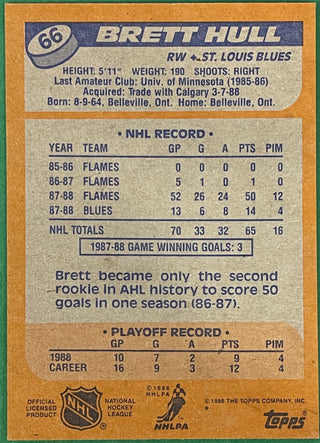 66 BRETT HULL
RW ST. LOUIS BLUES
HEIGHT: 5'11" WEIGHT: 190 SHOOTS: RIGHT
Last Amateur Club: Univ. of Minnesota (1985-86)
Acquired: Trade with Calgary 3-7-88
Born: 8-9-64, Belleville, Ont. Home: Belleville, Ont.
• NHL RECORD •
YEAR TEAM GP G A PTS PIM
85-86 FLAMES 0 0 0 0 0
86-87 FLAMES 5 1 0 1 0
87-88 FLAMES 52 26 24 50 12
87-88 BLUES 13 6 8 14 4
NHL TOTALS 70 33 32 65 16
1987-88 GAME WINNING GOALS: 3
Brett became only the second
rookie in AHL history to score 50
goals in one season (86-87).
• PLAYOFF RECORD •
GP G A PTS PIM
1988 10 7 2 9 4
CAREER 16 9 3 12 4
OFFICIAL
LICENSED
PRODUCT
NHL
NATIONAL
HOCKEY
LEAGUE
©1988
NHLPA
NHLPA
©1988 THE TOPPS COMPANY, INC.
TOPPS